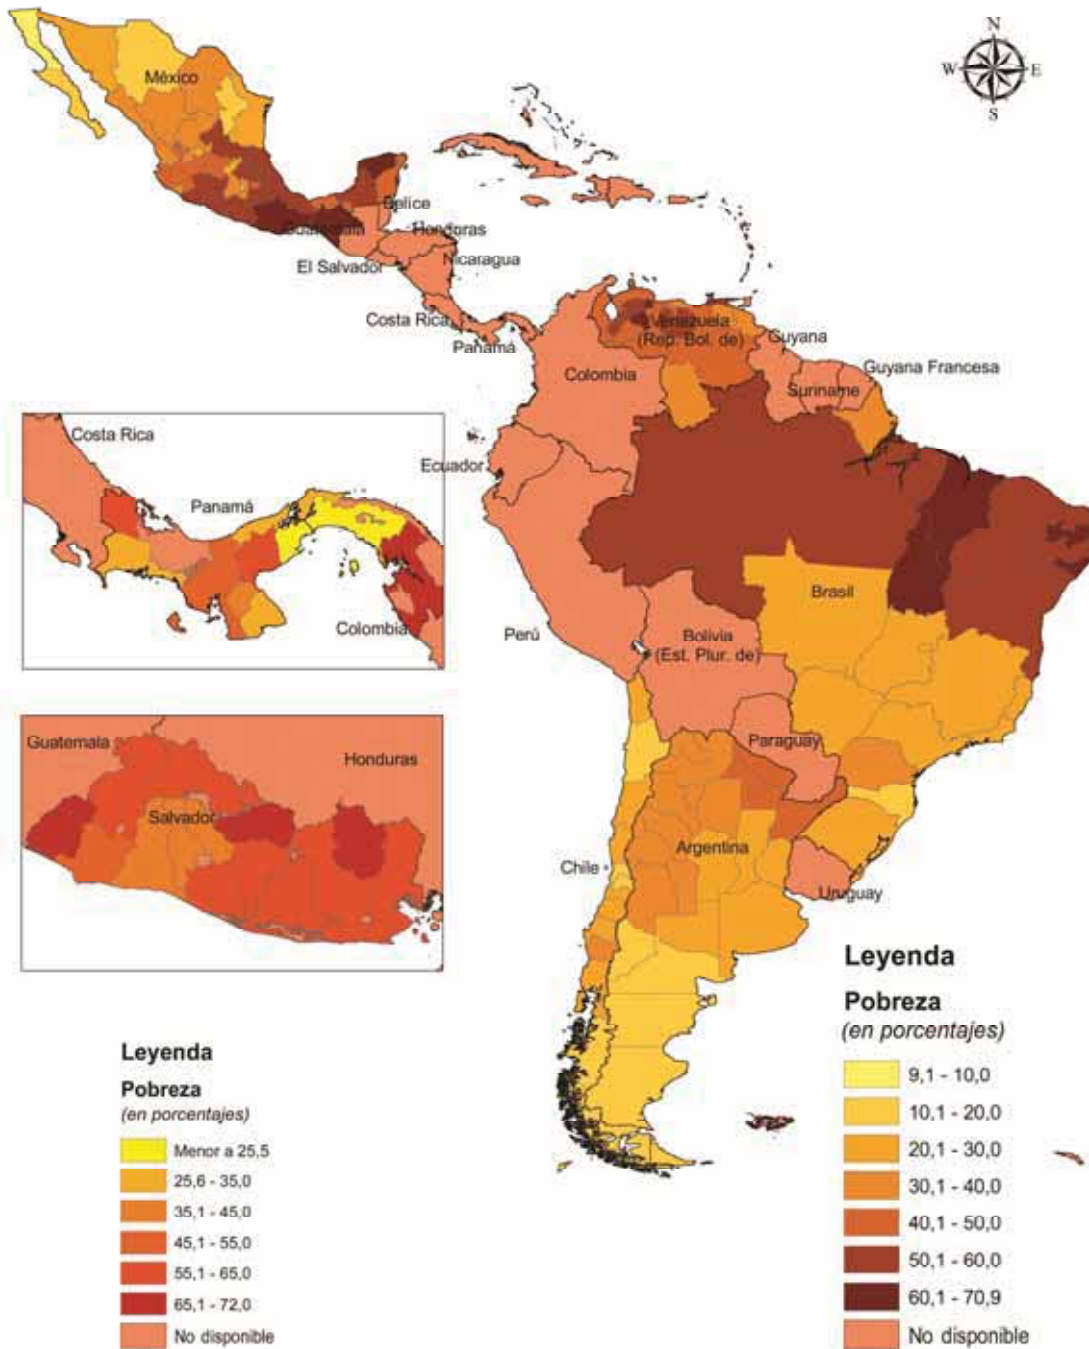 N
W
E
S
México
Belice
Guatemala
Honduras
Nicaragua
El Salvador
Costa Rica
Panamá
Venezuela
(Rep. Bol. de)
Guyana
Guyana Francesa
Suriname
Colombia
Ecuador
Perú
Brasil
Bolivia
(Est. Plur. de)
Paraguay
Chile
Argentina
Uruguay
Costa Rica
Panamá
Colombia
Guatemala
Honduras
Salvador
Leyenda
Pobreza
(en porcentajes)
Menor a 25,5
25,6 - 35,0
35,1 - 45,0
45,1 - 55,0
55,1 - 65,0
65,1 - 72,0
No disponible
Leyenda
Pobreza
(en porcentajes)
9,1 - 10,0
10,1 - 20,0
20,1 - 30,0
30,1 - 40,0
40,1 - 50,0
50,1 - 60,0
60,1 - 70,9
No disponible